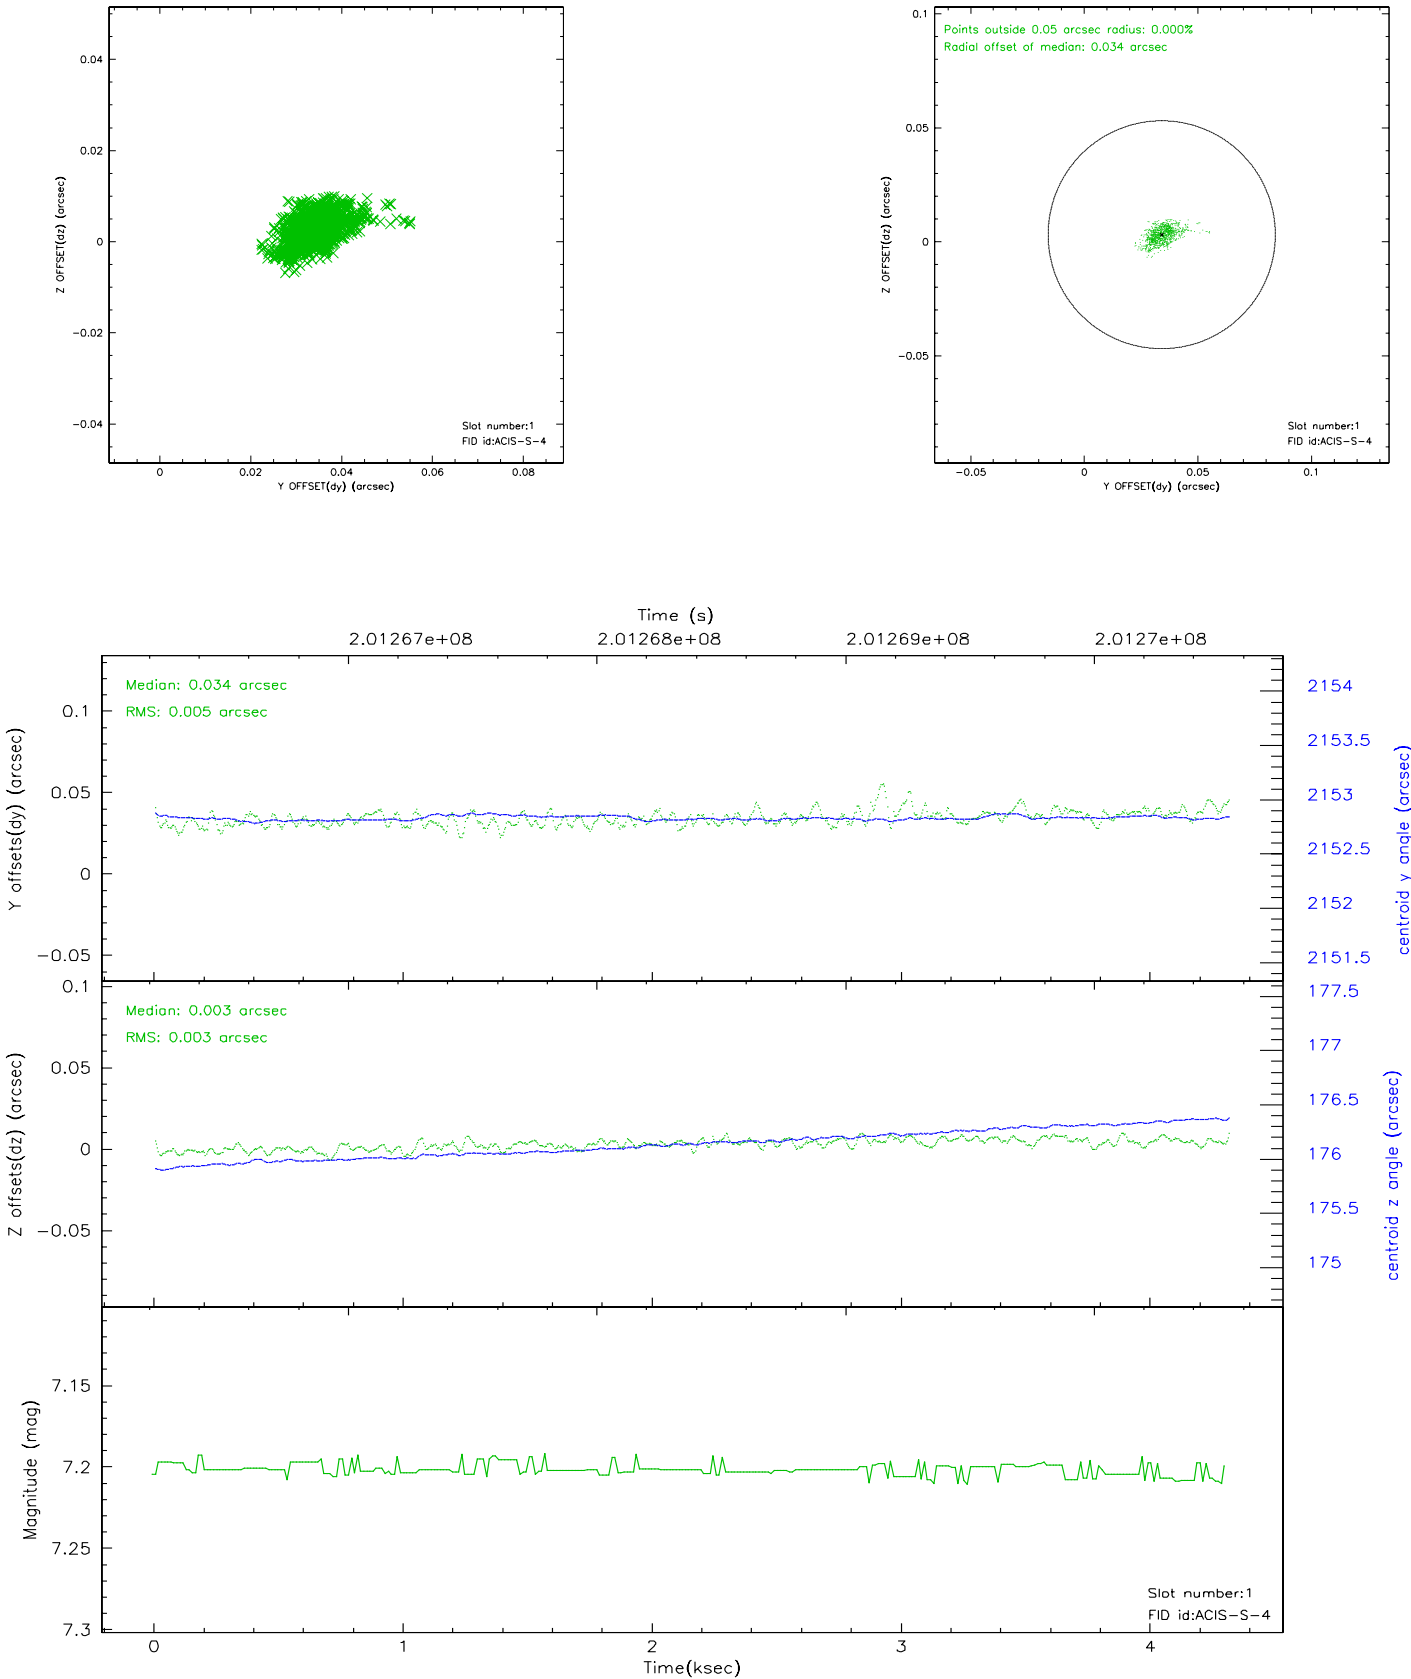 0.04
0.02
0
−0.02
−0.04
Z OFFSET(dz) (arcsec)
Slot number:1
FID id:ACIS−S−4
0 0.02 0.04 0.06 0.08
Y OFFSET(dy) (arcsec)
Points outside 0.05 arcsec radius: 0.000%
Radial offset of median: 0.034 arcsec
0.1
0.05
0
−0.05
Z OFFSET(dz) (arcsec)
Slot number:1
FID id:ACIS−S−4
−0.05 0 0.05 0.1
Y OFFSET(dy) (arcsec)
Time (s)
2.01267e+08 2.01268e+08 2.01269e+08 2.0127e+08
Median: 0.034 arcsec
RMS: 0.005 arcsec
0.1
0.05
0
−0.05
Y offsets(dy) (arcsec)
2154
2153.5
2153
2152.5
2152
2151.5
centroid y angle (arcsec)
Median: 0.003 arcsec
RMS: 0.003 arcsec
0.1
0.05
0
−0.05
Z offsets(dz) (arcsec)
177.5
177
176.5
176
175.5
175
centroid z angle (arcsec)
7.15
7.2
7.25
7.3
Magnitude (mag)
Slot number:1
FID id:ACIS−S−4
0 1 2 3 4
Time(ksec)